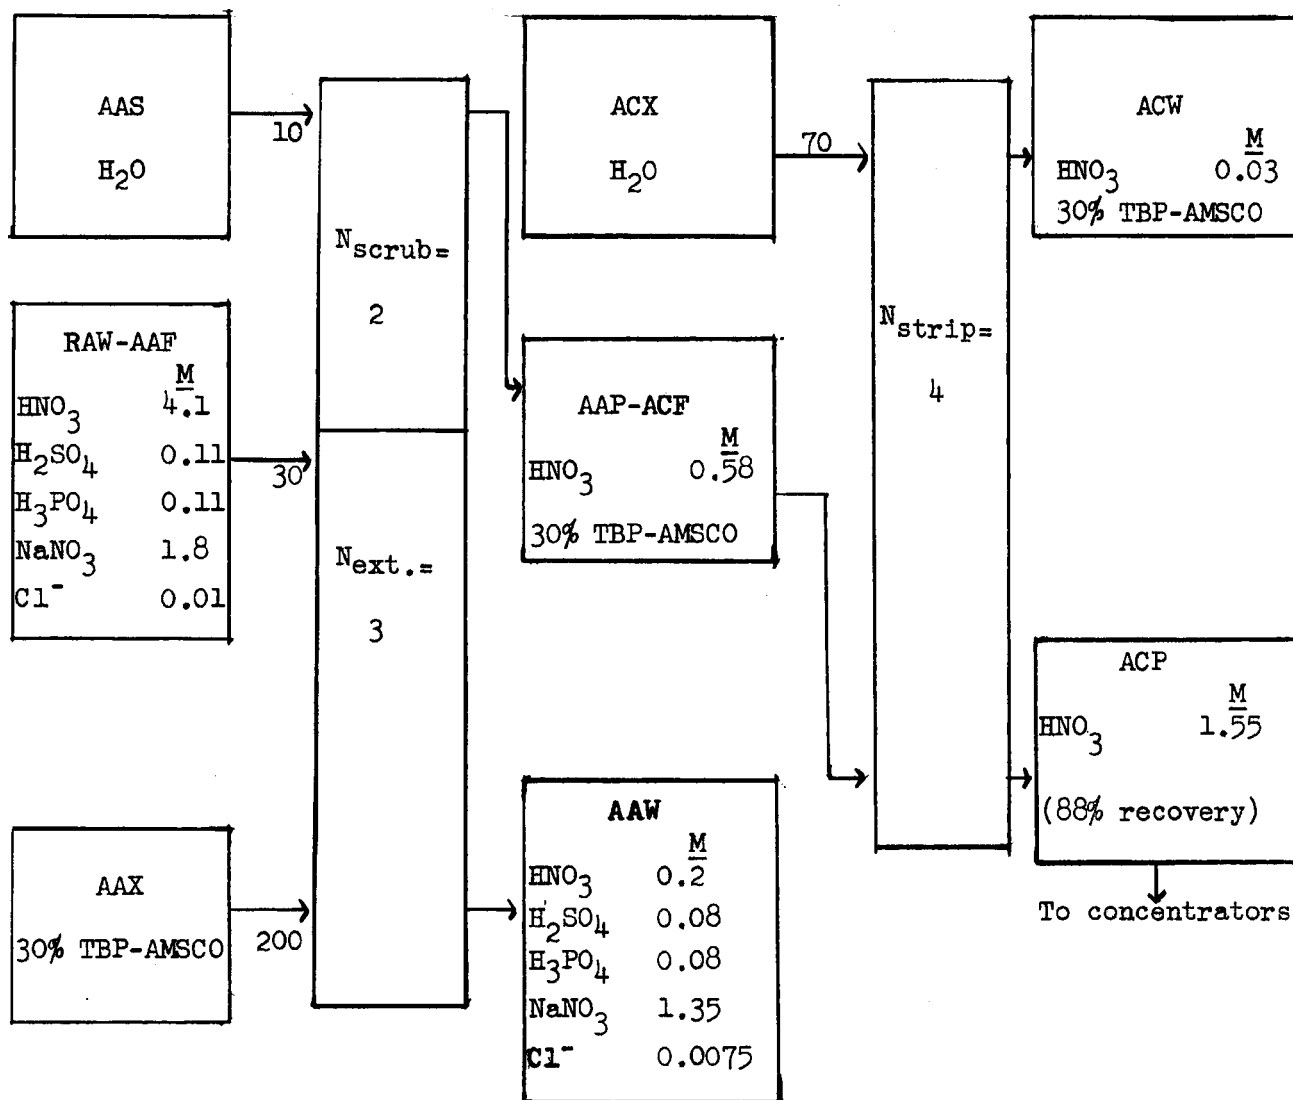 AAS
H₂O
10
RAW-AAF
M
HNO₃ 4.1
H₂SO₄ 0.11
H₃PO₄ 0.11
NaNO₃ 1.8
Cl⁻ 0.01
30
AAX
30% TBP-AMSCO
200
N scrub=
2
N ext.=
3
ACX
H₂O
70
AAP-ACF
M
HNO₃ 0.58
30% TBP-AMSCO
AAW
M
HNO₃ 0.2
H₂SO₄ 0.08
H₃PO₄ 0.08
NaNO₃ 1.35
Cl⁻ 0.0075
N strip=
4
ACW
M
HNO₃ 0.03
30% TBP-AMSCO
ACP
M
HNO₃ 1.55
(88% recovery)
To concentrators